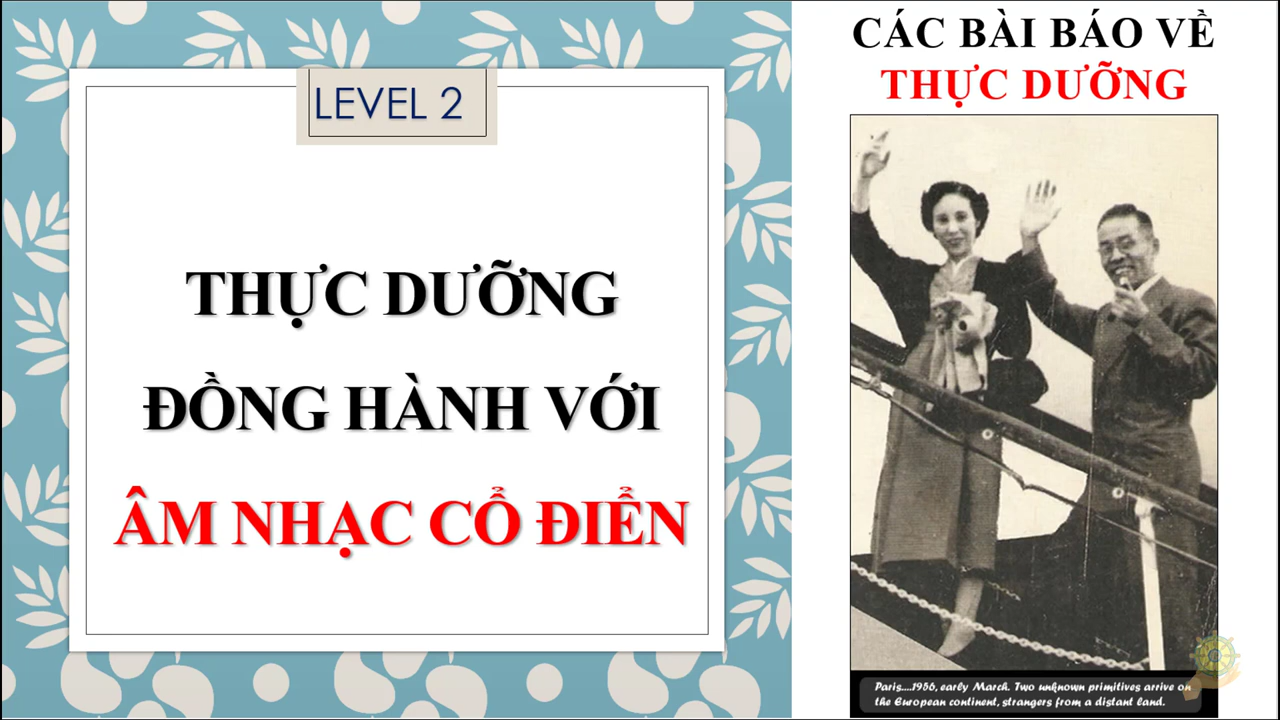 LEVEL 2
THỰC DƯỠNG
ĐỒNG HÀNH VỚI
ÂM NHẠC CỔ ĐIỂN
CÁC BÀI BÁO VỀ
THỰC DƯỠNG
Paris....1956, early March. Two unknown primitives arrive on
the European continent, strangers from a distant land.